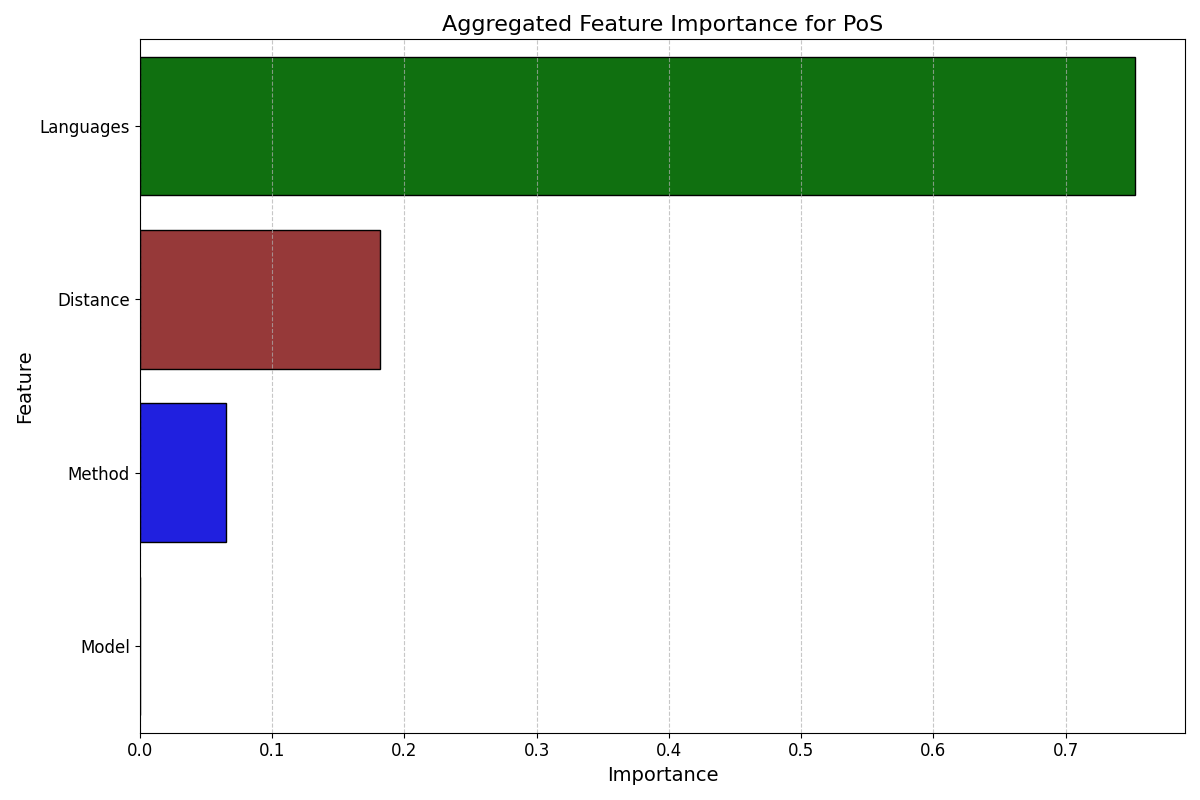 Aggregated Feature Importance for PoS
Languages
Distance
Method
Model
Feature
0.0 0.1 0.2 0.3 0.4 0.5 0.6 0.7
Importance